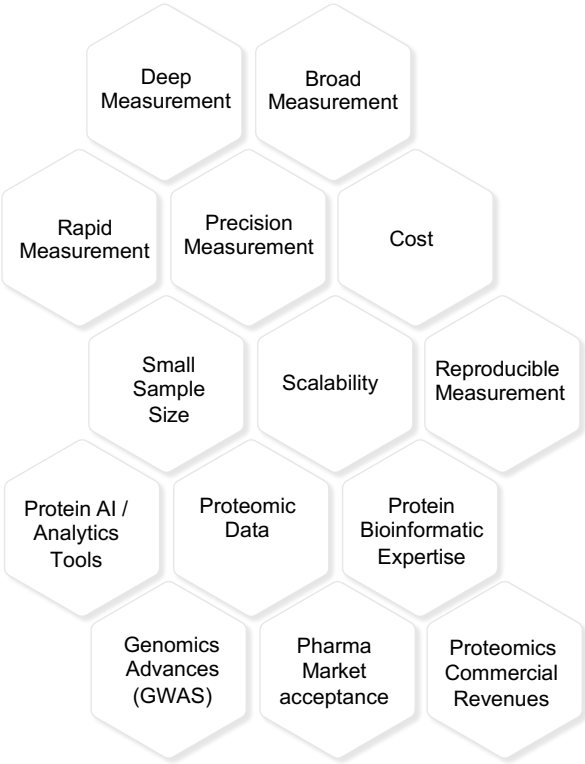 Deep
Measurement
Broad
Measurement
Rapid
Measurement
Precision
Measurement
Cost
Small
Sample
Size
Scalability
Reproducible
Measurement
Protein AI /
Analytics
Tools
Proteomic
Data
Protein
Bioinformatic
Expertise
Genomics
Advances
(GWAS)
Pharma
Market
acceptance
Proteomics
Commercial
Revenues